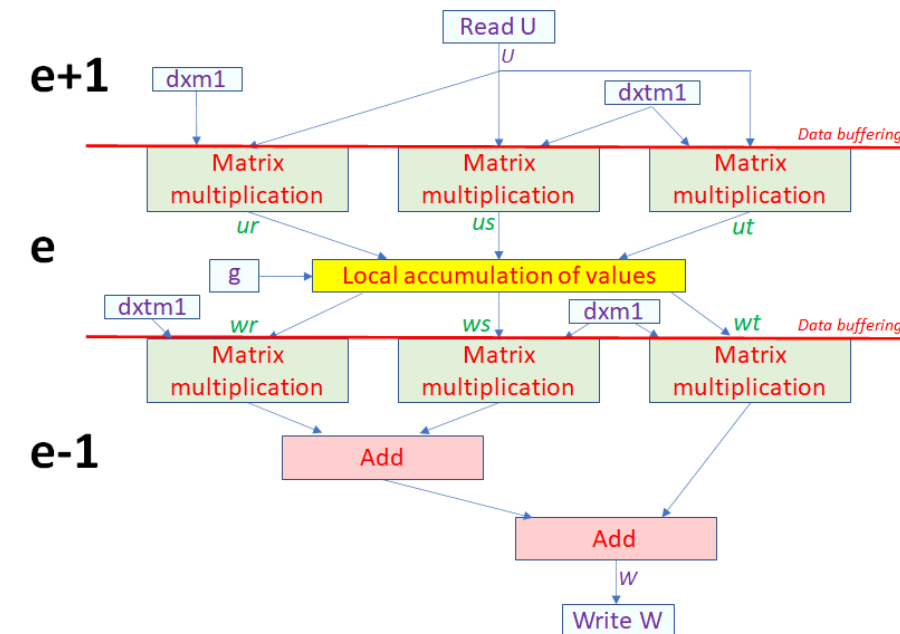 Read U
U
e+1
dxm1
dxtm1
Data buffering
Matrix
multiplication
Matrix
multiplication
Matrix
multiplication
ur
us
ut
e
g
Local accumulation of values
dxtm1
wr
ws
dxm1
wt
Data buffering
Matrix
multiplication
Matrix
multiplication
Matrix
multiplication
e-1
Add
Add
W
Write W